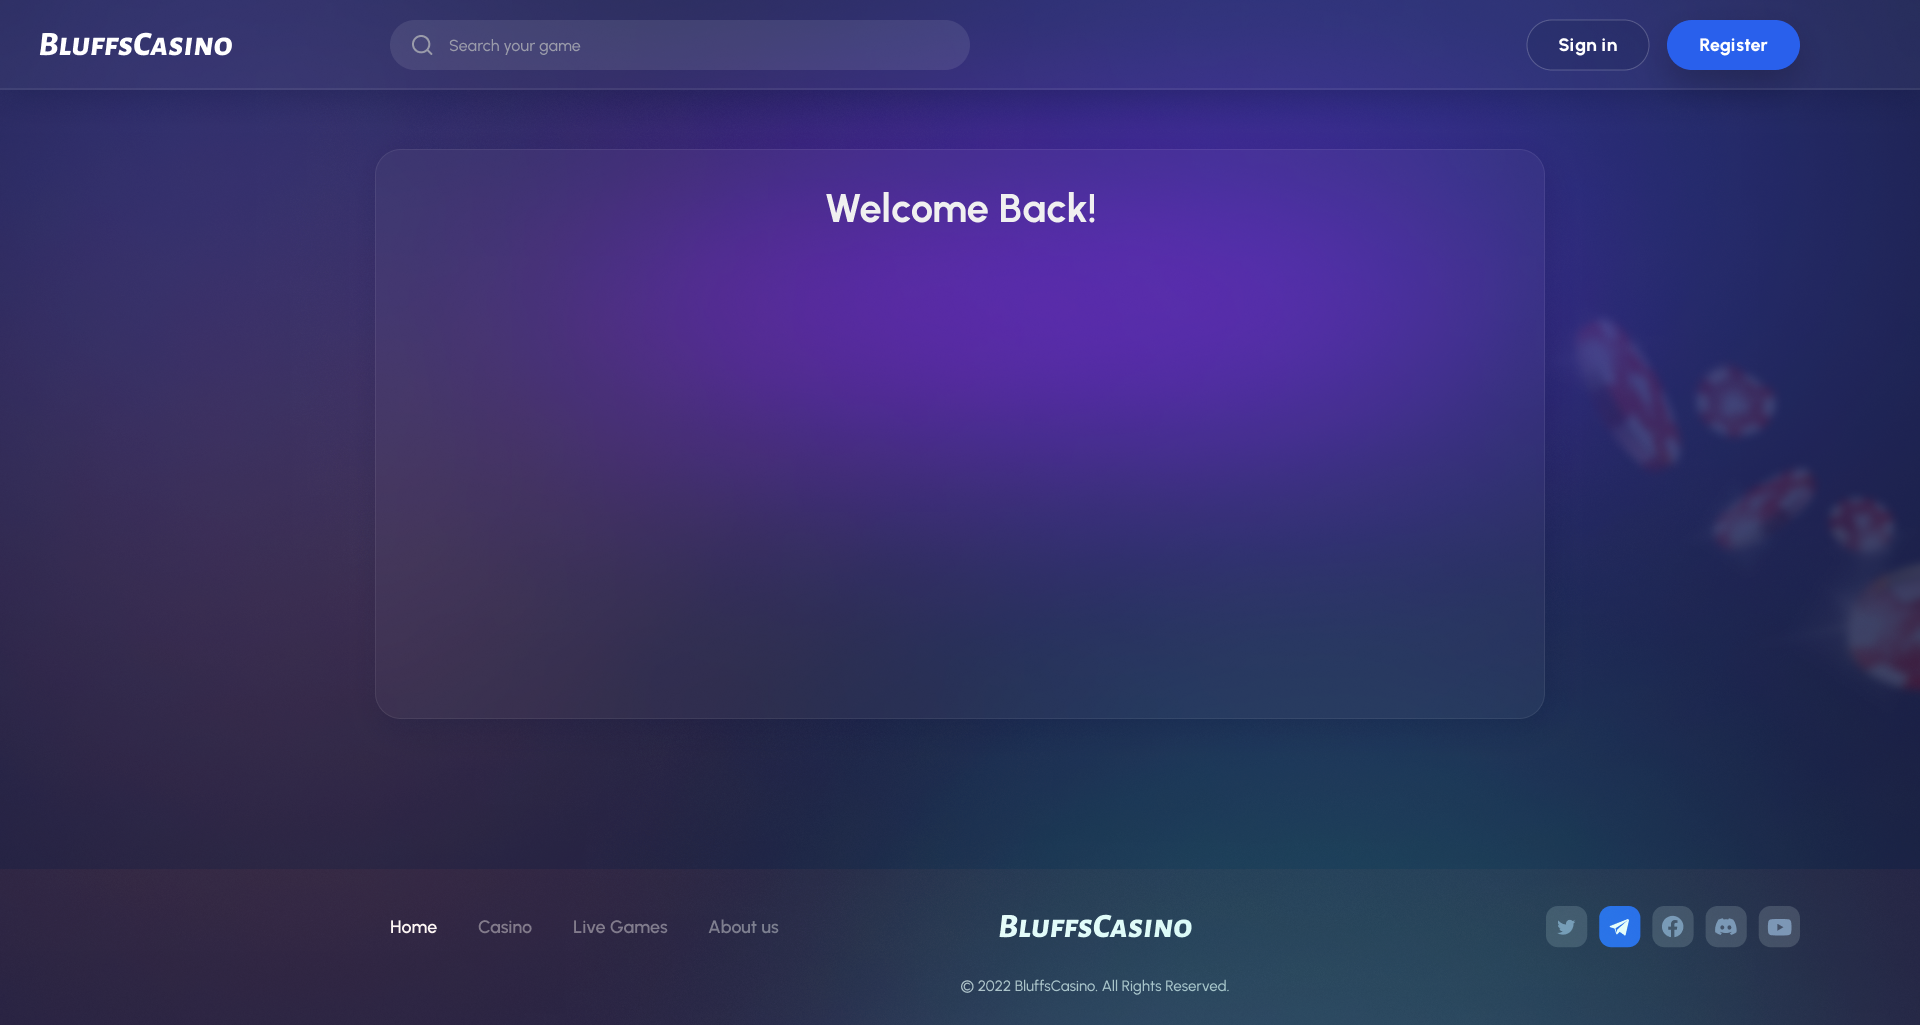 BluffsCasino
Search your game
Sign in
Register
Welcome Back!
Home
Casino
Live Games
About us
BluffsCasino
© 2022 BluffsCasino. All Rights Reserved.